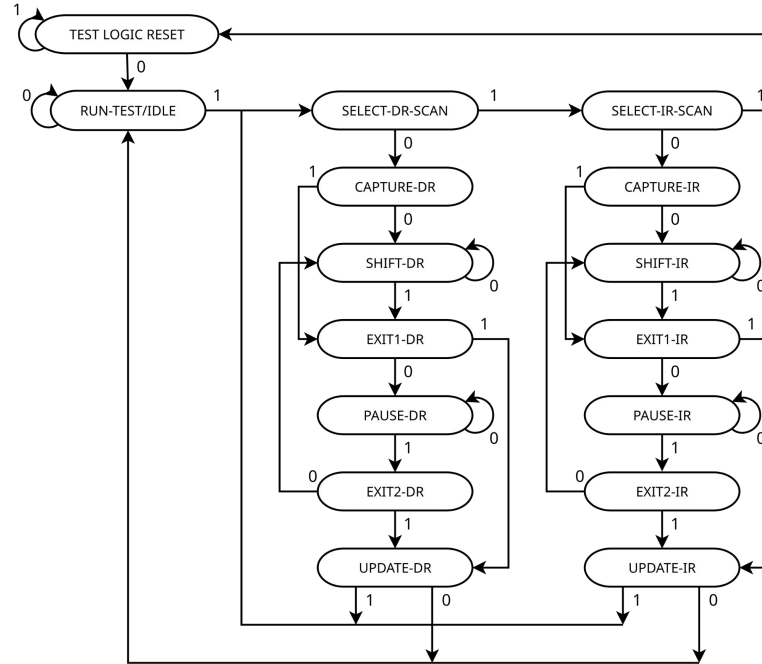 1
TEST LOGIC RESET
0
0
RUN-TEST/IDLE
1
SELECT-DR-SCAN
1
SELECT-IR-SCAN
1
0
0
1
CAPTURE-DR
1
CAPTURE-IR
0
0
SHIFT-DR
0
SHIFT-IR
0
1
1
EXIT1-DR
1
EXIT1-IR
1
0
0
PAUSE-DR
0
PAUSE-IR
0
1
1
0
EXIT2-DR
0
EXIT2-IR
1
1
UPDATE-DR
UPDATE-IR
1
0
1
0